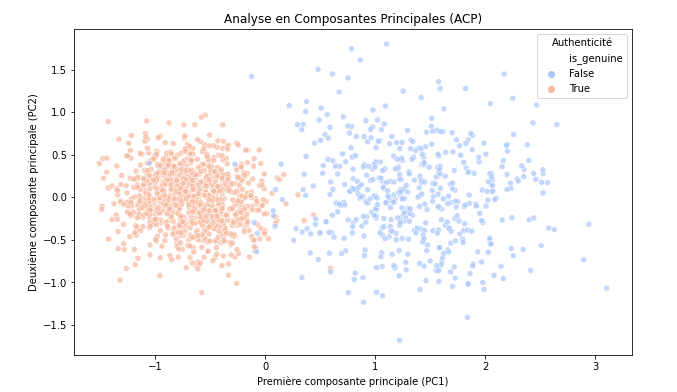 Analyse en Composantes Principales (ACP)
Authenticité
is_genuine
False
True
Deuxième composante principale (PC2)
1.5
1.0
0.5
0.0
−0.5
−1.0
−1.5
−1
0
1
2
3
Première composante principale (PC1)